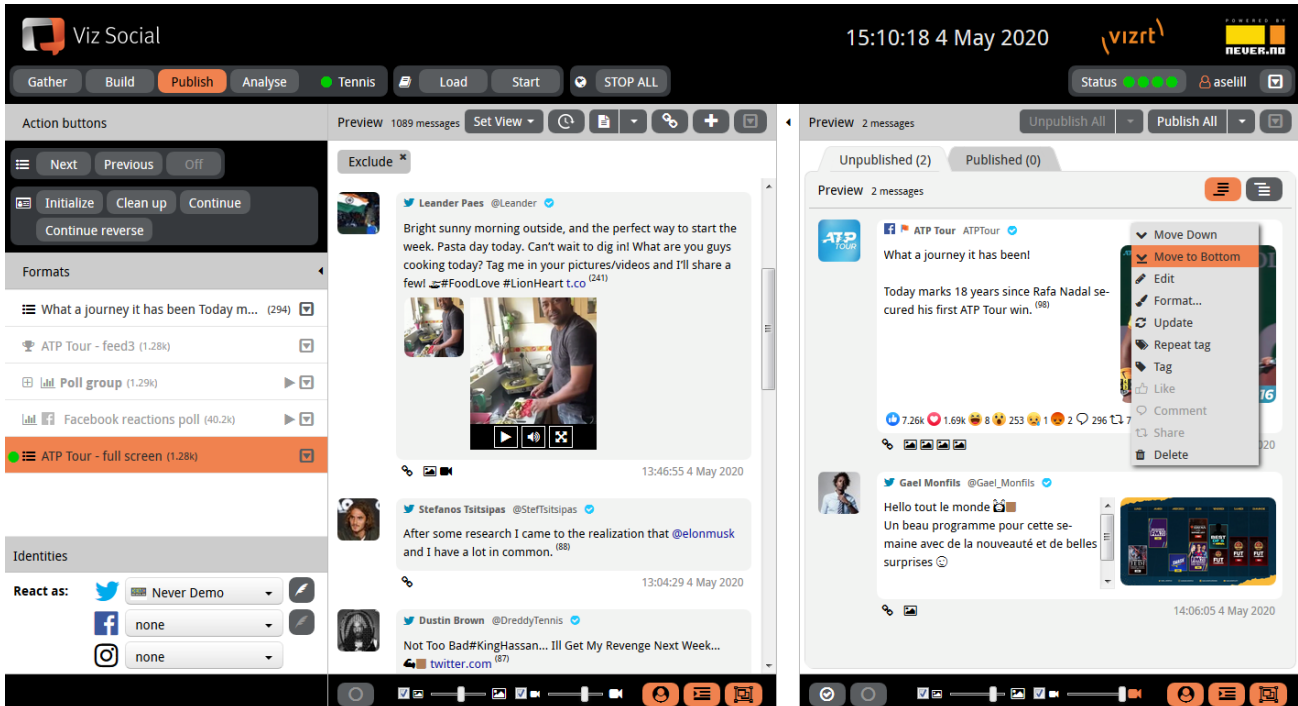 Viz Social
15:10:18 4 May 2020
vizrt
POWERED BY
NEVER.NO
Gather Build Publish Analyse Tennis Load Start STOP ALL Status aselill
Action buttons
Next Previous Off
Initialize Clean up Continue
Continue reverse
Formats
What a journey it has been Today m... (294)
ATP Tour - feed3 (1.28k)
Poll group (1.29k)
Facebook reactions poll (40.2k)
ATP Tour - full screen (1.28k)
Identities
React as: Never Demo
none
none
Preview 1089 messages Set View
Exclude ×
Leander Paes @Leander
Bright sunny morning outside, and the perfect way to start the
week. Pasta day today. Can't wait to dig in! What are you guys
cooking today? Tag me in your pictures/videos and I'll share a
few! #FoodLove #LionHeart t.co (241)
13:46:55 4 May 2020
Stefanos Tsitsipas @StefTsitsipas
After some research I came to the realization that @elonmusk
and I have a lot in common. (88)
13:04:29 4 May 2020
Dustin Brown @DreddyTennis
Not Too Bad#KingHassan... Ill Get My Revenge Next Week...
twitter.com (87)
Preview 2 messages Unpublish All Publish All
Unpublished (2) Published (0)
Preview 2 messages
ATP TOUR
ATP Tour ATPTour
What a journey it has been!
Today marks 18 years since Rafa Nadal se-
cured his first ATP Tour win. (98)
16
7.26k 1.69k 8 253 1 2 296 7
020
Move Down
Move to Bottom
Edit
Format...
Update
Repeat tag
Tag
Like
Comment
Share
Delete
Gael Monfils @Gael_Monfils
Hello tout le monde
Un beau programme pour cette se-
maine avec de la nouveauté et de belles
surprises
14:06:05 4 May 2020